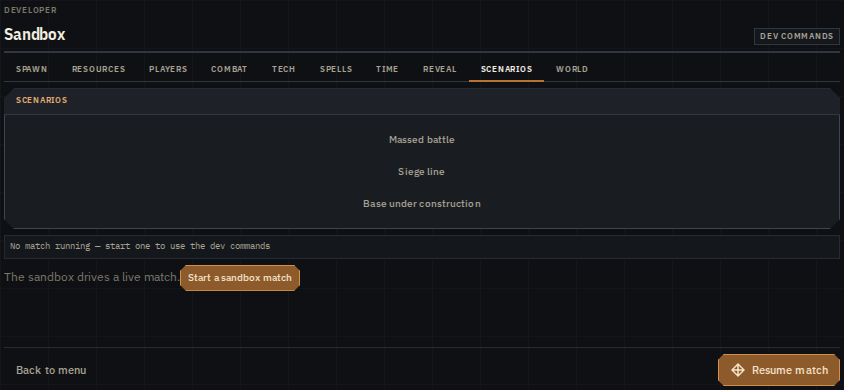 DEVELOPER
Sandbox
DEV COMMANDS
SPAWN RESOURCES PLAYERS COMBAT TECH SPELLS TIME REVEAL SCENARIOS WORLD
SCENARIOS
Massed battle
Siege line
Base under construction
No match running — start one to use the dev commands
The sandbox drives a live match. Start a sandbox match
Back to menu Resume match